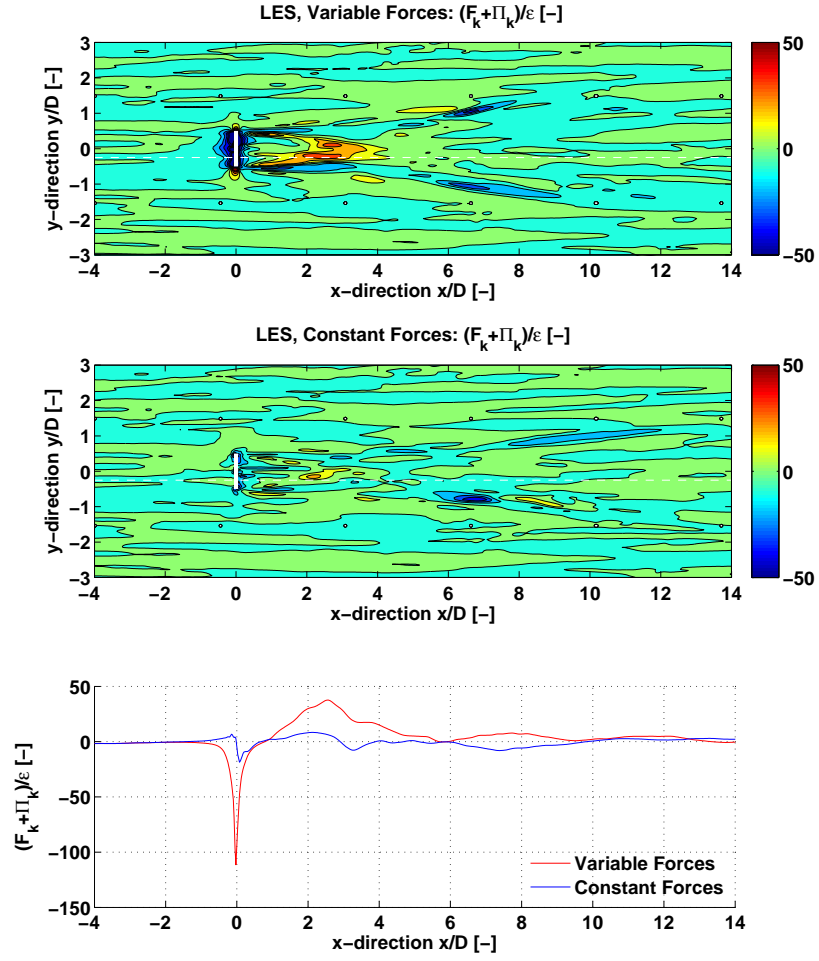 LES, Variable Forces: (F_k+Π_k)/ε [−]
y−direction y/D [−]
3
2
1
0
−1
−2
−3
−4 −2 0 2 4 6 8 10 12 14
x−direction x/D [−]
50
0
−50
LES, Constant Forces: (F_k+Π_k)/ε [−]
y−direction y/D [−]
3
2
1
0
−1
−2
−3
−4 −2 0 2 4 6 8 10 12 14
x−direction x/D [−]
50
0
−50
(F_k+Π_k)/ε [−]
50
0
−50
−100
−150
−4 −2 0 2 4 6 8 10 12 14
x−direction x/D [−]
Variable Forces
Constant Forces